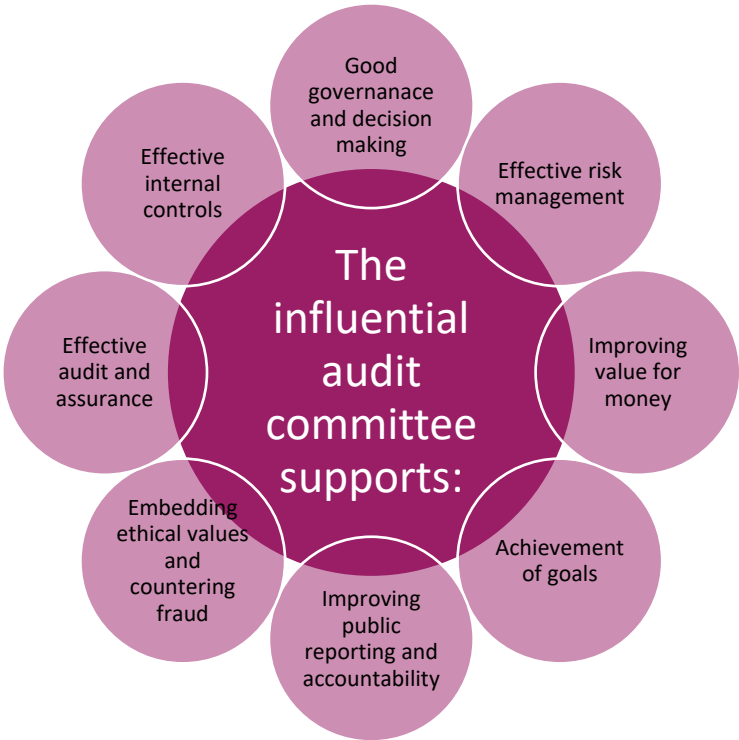 The
influential
audit
committee
supports:
Good
governanace
and decision
making
Effective risk
management
Improving
value for
money
Achievement
of goals
Improving
public
reporting and
accountability
Embedding
ethical values
and
countering
fraud
Effective
audit and
assurance
Effective
internal
controls